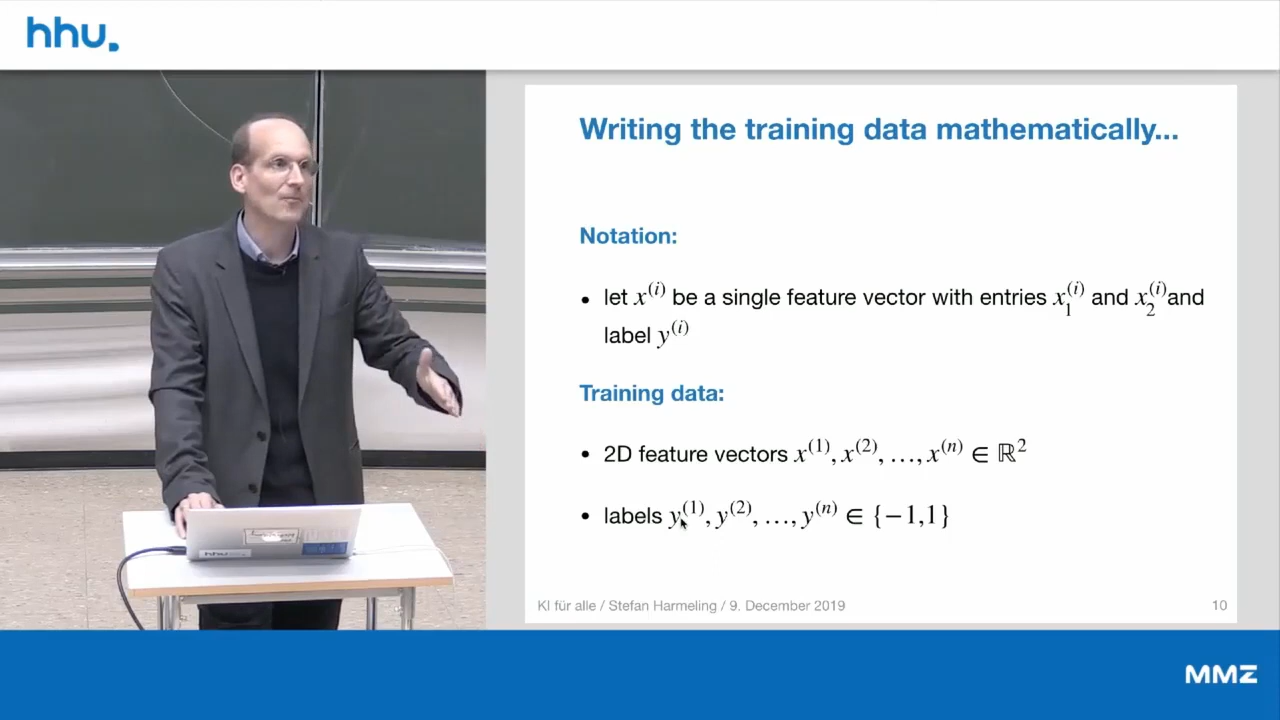 hhu.
Writing the training data mathematically...
Notation:
• let x^(i) be a single feature vector with entries x_1^(i) and x_2^(i) and
label y^(i)
Training data:
• 2D feature vectors x^(1), x^(2), …, x^(n) ∈ ℝ^2
• labels y^(1), y^(2), …, y^(n) ∈ {−1,1}
KI für alle / Stefan Harmeling / 9. December 2019
10
hhu
MMZ